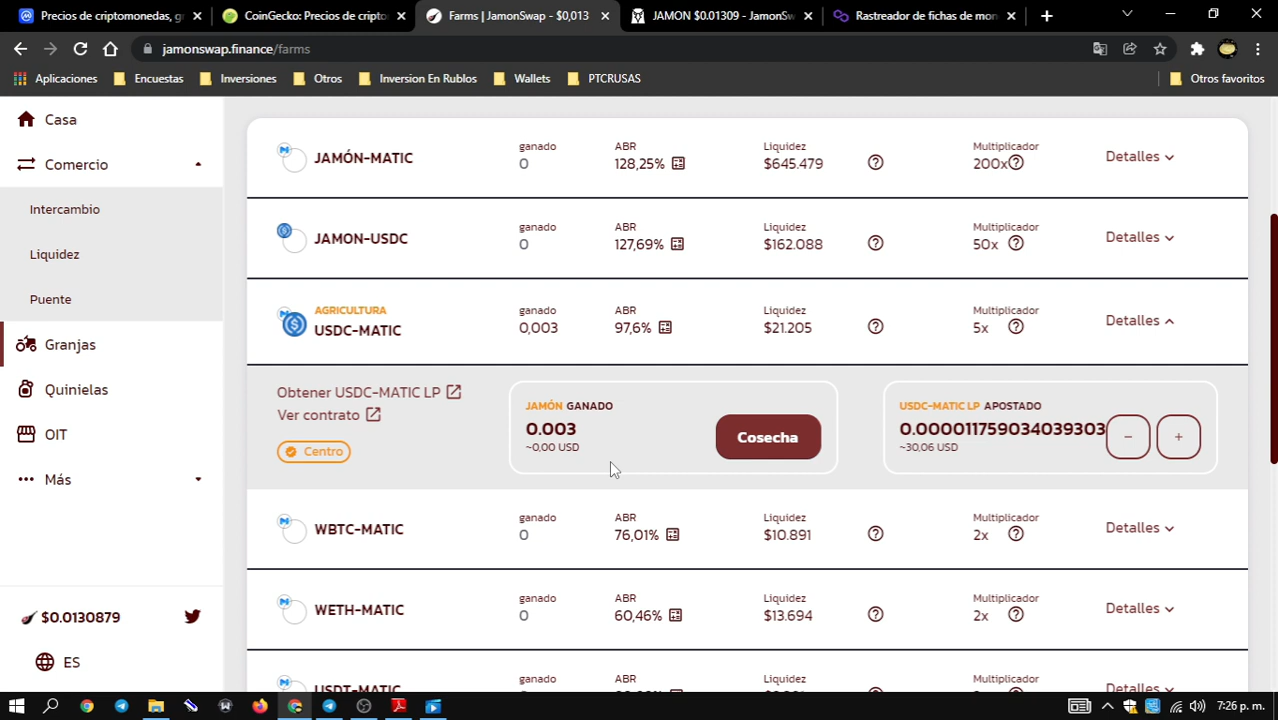 Precios de criptomonedas, g
CoinGecko: Precios de cripto
Farms | JamonSwap - $0,013
JAMON $0.01309 - JamonSw
Rastreador de fichas de mon
jamonswap.finance/farms
Aplicaciones
Encuestas
Inversiones
Otros
Inversion En Rublos
Wallets
PTCRUSAS
Otros favoritos
Casa
Comercio
Intercambio
Liquidez
Puente
Granjas
Quinielas
OIT
Más
$0.0130879
ES
JAMÓN-MATIC
ganado
0
ABR
128,25%
Liquidez
$645.479
Multiplicador
200x
Detalles
JAMON-USDC
ganado
0
ABR
127,69%
Liquidez
$162.088
Multiplicador
50x
Detalles
AGRICULTURA
USDC-MATIC
ganado
0,003
ABR
97,6%
Liquidez
$21.205
Multiplicador
5x
Detalles
Obtener USDC-MATIC LP
Ver contrato
Centro
JAMÓN GANADO
0.003
~0,00 USD
Cosecha
USDC-MATIC LP APOSTADO
0.000011759034039303
~30,06 USD
−
+
WBTC-MATIC
ganado
0
ABR
76,01%
Liquidez
$10.891
Multiplicador
2x
Detalles
WETH-MATIC
ganado
0
ABR
60,46%
Liquidez
$13.694
Multiplicador
2x
Detalles
USDT-MATIC
Detalles
7:26 p. m.